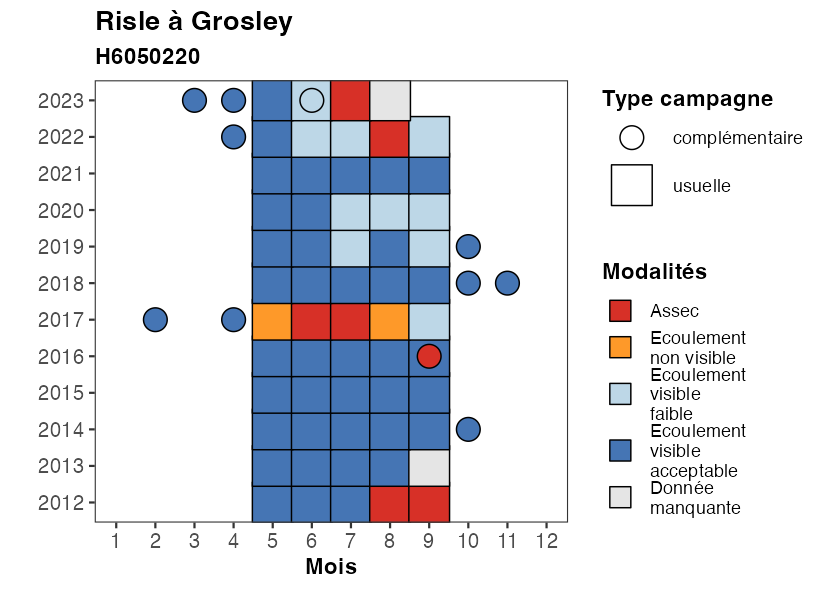 Risle à Grosley
H6050220
2023
2022
2021
2020
2019
2018
2017
2016
2015
2014
2013
2012
1 2 3 4 5 6 7 8 9 10 11 12
Mois
Type campagne
complémentaire
usuelle
Modalités
Assec
Ecoulement
non visible
Ecoulement
visible
faible
Ecoulement
visible
acceptable
Donnée
manquante